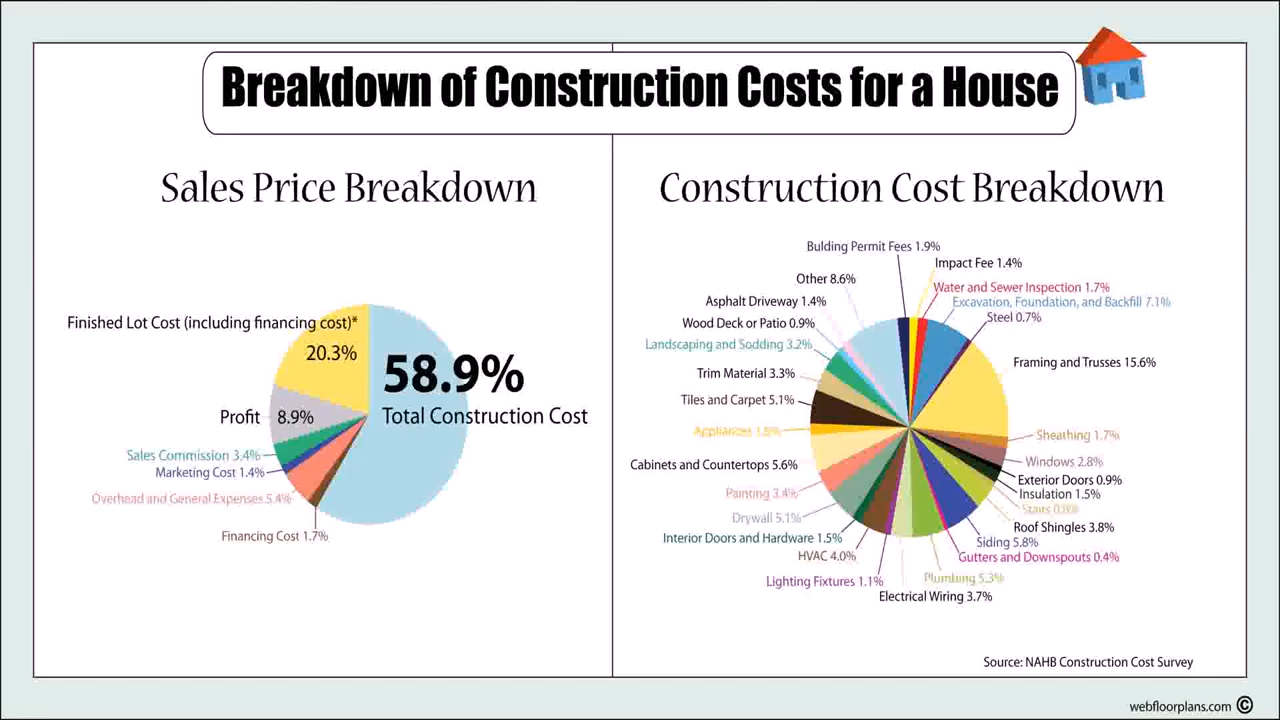 Breakdown of Construction Costs for a House
Sales Price Breakdown
Finished Lot Cost (including financing cost)*
20.3%
58.9%
Total Construction Cost
Profit 8.9%
Sales Commission 3.4%
Marketing Cost 1.4%
Overhead and General Expenses 5.4%
Financing Cost 1.7%
Construction Cost Breakdown
Bulding Permit Fees 1.9%
Impact Fee 1.4%
Water and Sewer Inspection 1.7%
Excavation, Foundation, and Backfill 7.1%
Steel 0.7%
Framing and Trusses 15.6%
Sheathing 1.7%
Windows 2.8%
Exterior Doors 0.9%
Insulation 1.5%
Stairs 0.8%
Roof Shingles 3.8%
Siding 5.8%
Gutters and Downspouts 0.4%
Plumbing 5.3%
Electrical Wiring 3.7%
Lighting Fixtures 1.1%
HVAC 4.0%
Interior Doors and Hardware 1.5%
Drywall 5.1%
Painting 3.4%
Cabinets and Countertops 5.6%
Appliances
Tiles and Carpet 5.1%
Trim Material 3.3%
Landscaping and Sodding 3.2%
Wood Deck or Patio 0.9%
Asphalt Driveway 1.4%
Other 8.6%
Source: NAHB Construction Cost Survey
webfloorplans.com ©